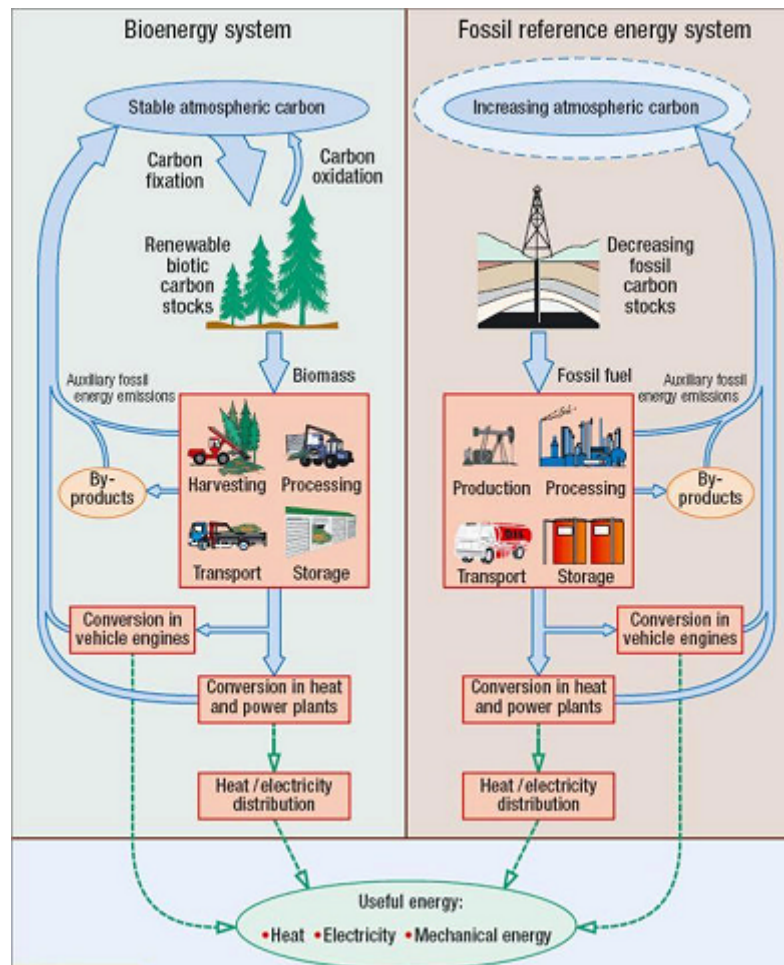 Bioenergy system
Stable atmospheric carbon
Carbon
fixation
Carbon
oxidation
Renewable
biotic
carbon
stocks
Biomass
Auxiliary fossil
energy emissions
By-
products
Harvesting
Processing
Transport
Storage
Conversion in
vehicle engines
Conversion in heat
and power plants
Heat / electricity
distribution
Fossil reference energy system
Increasing atmospheric carbon
Decreasing
fossil
carbon
stocks
Fossil fuel
Auxiliary fossil
energy emissions
By-
products
Production
Processing
OIL
Transport
Storage
Conversion in
vehicle engines
Conversion in heat
and power plants
Heat / electricity
distribution
Useful energy:
•Heat •Electricity •Mechanical energy